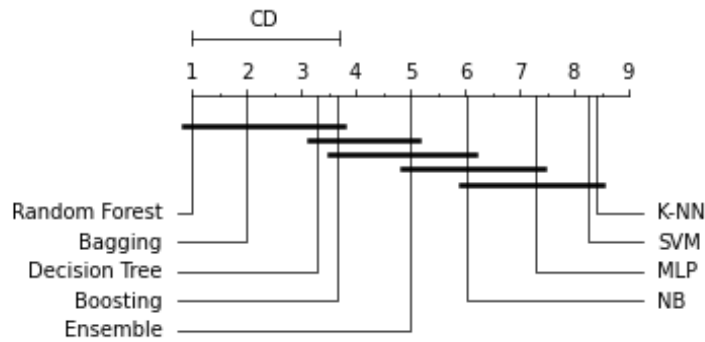 CD
1 2 3 4 5 6 7 8 9
Random Forest K-NN
Bagging SVM
Decision Tree MLP
Boosting NB
Ensemble